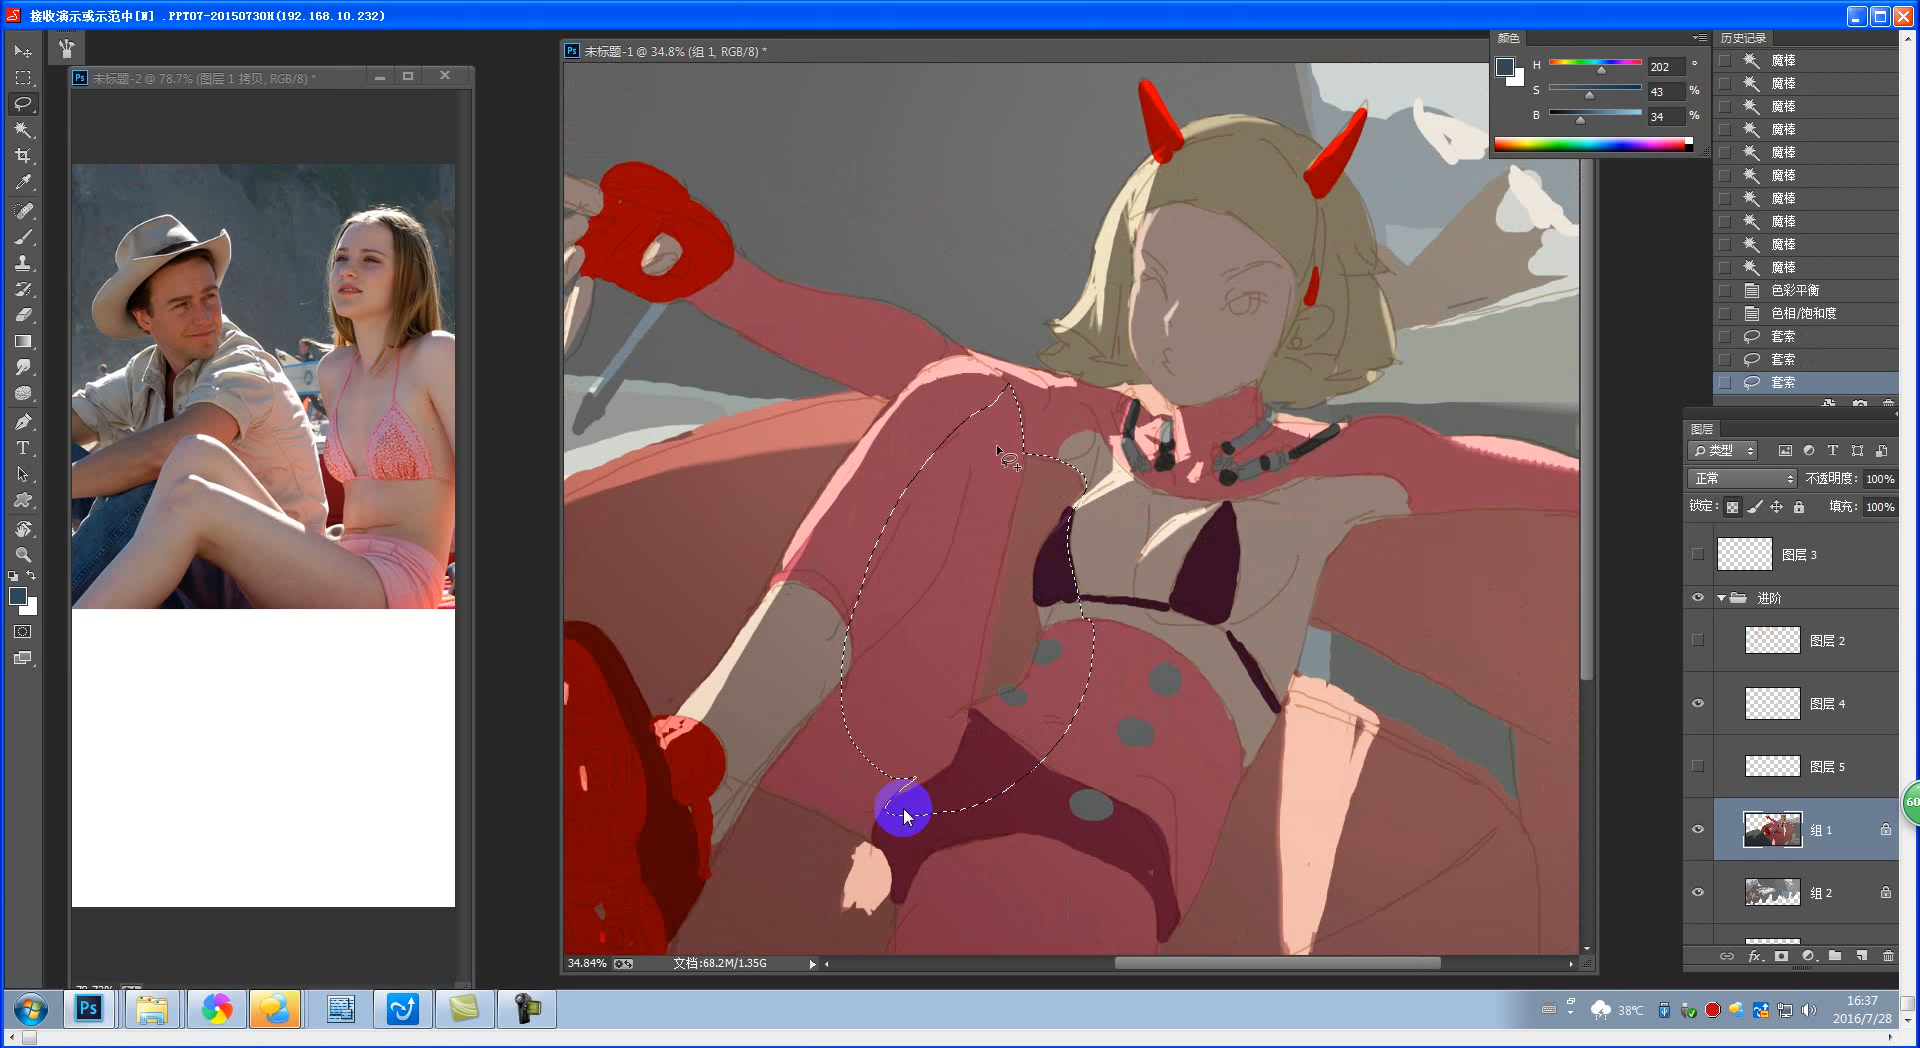 接收演示或示范中[N] .PPT07-20150730H(192.168.10.232)
未标题-2 @ 78.7% (图层 1 拷贝, RGB/8) *
未标题-1 @ 34.8% (组 1, RGB/8) *
颜色
H 202 °
S 43 %
B 34 %
历史记录
魔棒
魔棒
魔棒
魔棒
魔棒
魔棒
魔棒
魔棒
魔棒
魔棒
色彩平衡
色相/饱和度
套索
套索
套索
图层
类型
正常 不透明度: 100%
锁定: 填充: 100%
图层 3
进阶
图层 2
图层 4
图层 5
组 1
组 2
60
34.84% 文档:68.2M/1.35G
Ps
38℃
16:37
2016/7/28